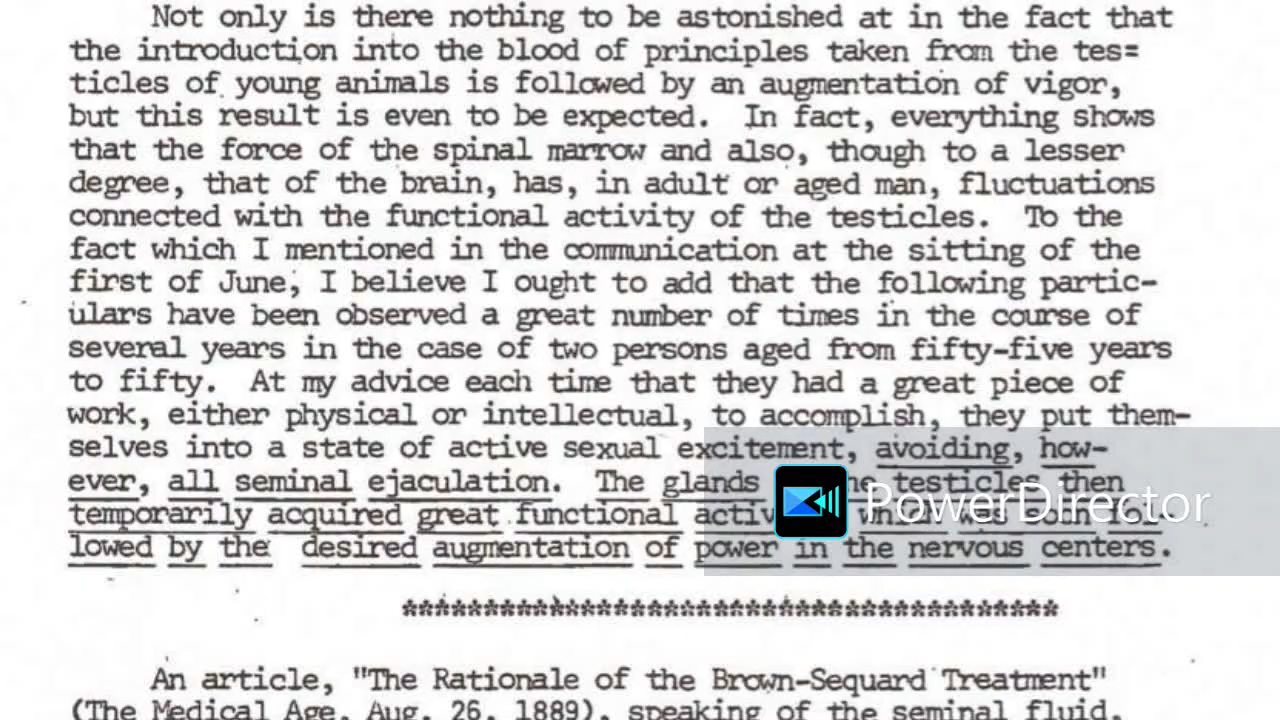 Not only is there nothing to be astonished at in the fact that
the introduction into the blood of principles taken from the tes=
ticles of young animals is followed by an augmentation of vigor,
but this result is even to be expected. In fact, everything shows
that the force of the spinal marrow and also, though to a lesser
degree, that of the brain, has, in adult or aged man, fluctuations
connected with the functional activity of the testicles. To the
fact which I mentioned in the communication at the sitting of the
first of June, I believe I ought to add that the following partic-
ulars have been observed a great number of times in the course of
several years in the case of two persons aged from fifty-five years
to fifty. At my advice each time that they had a great piece of
work, either physical or intellectual, to accomplish, they put them-
selves into a state of active sexual excitement, avoiding, how-
ever, all seminal ejaculation. The glands testicles then
temporarily acquired great functional
lowed by the desired augmentation of power in the nervous centers.
PowerDirector
****************************************
An article, "The Rationale of the Brown-Sequard Treatment"
(The Medical Age, Aug. 26, 1889), speaking of the seminal fluid,